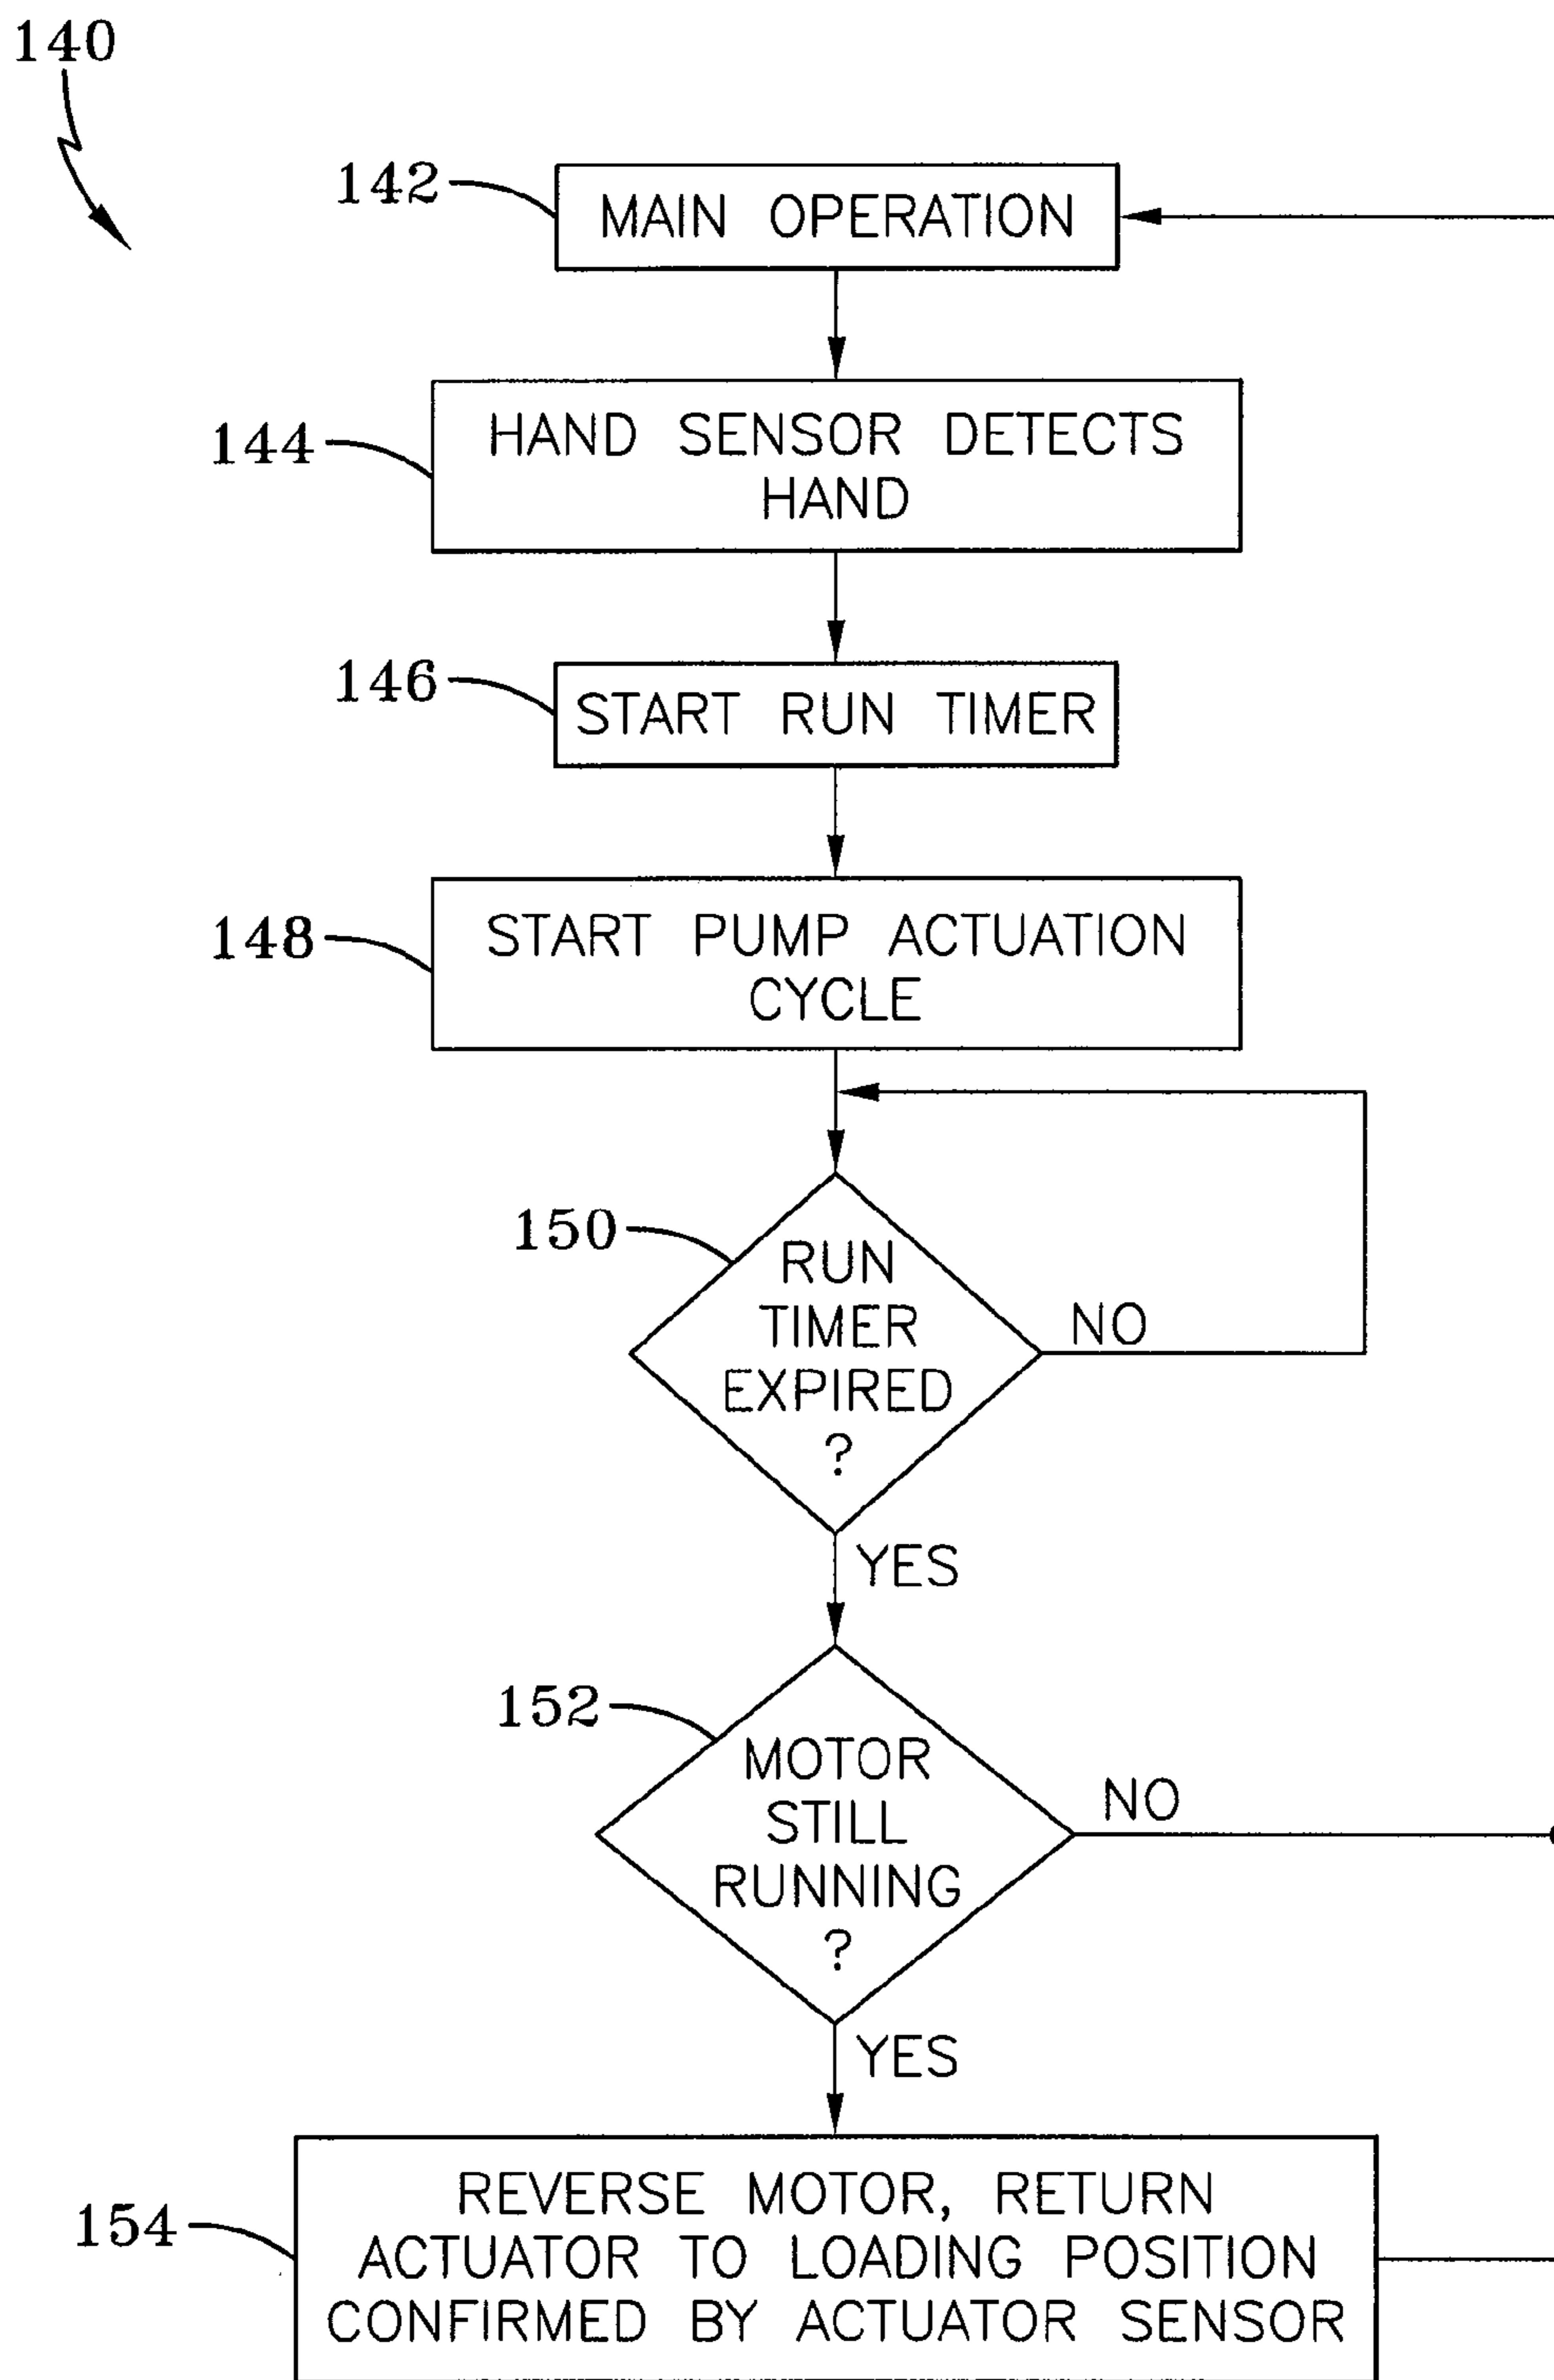 140
142
MAIN OPERATION
144
HAND SENSOR DETECTS
HAND
146
START RUN TIMER
148
START PUMP ACTUATION
CYCLE
150
RUN
TIMER
EXPIRED
?
NO
YES
152
MOTOR
STILL
RUNNING
?
NO
YES
154
REVERSE MOTOR, RETURN
ACTUATOR TO LOADING POSITION
CONFIRMED BY ACTUATOR SENSOR